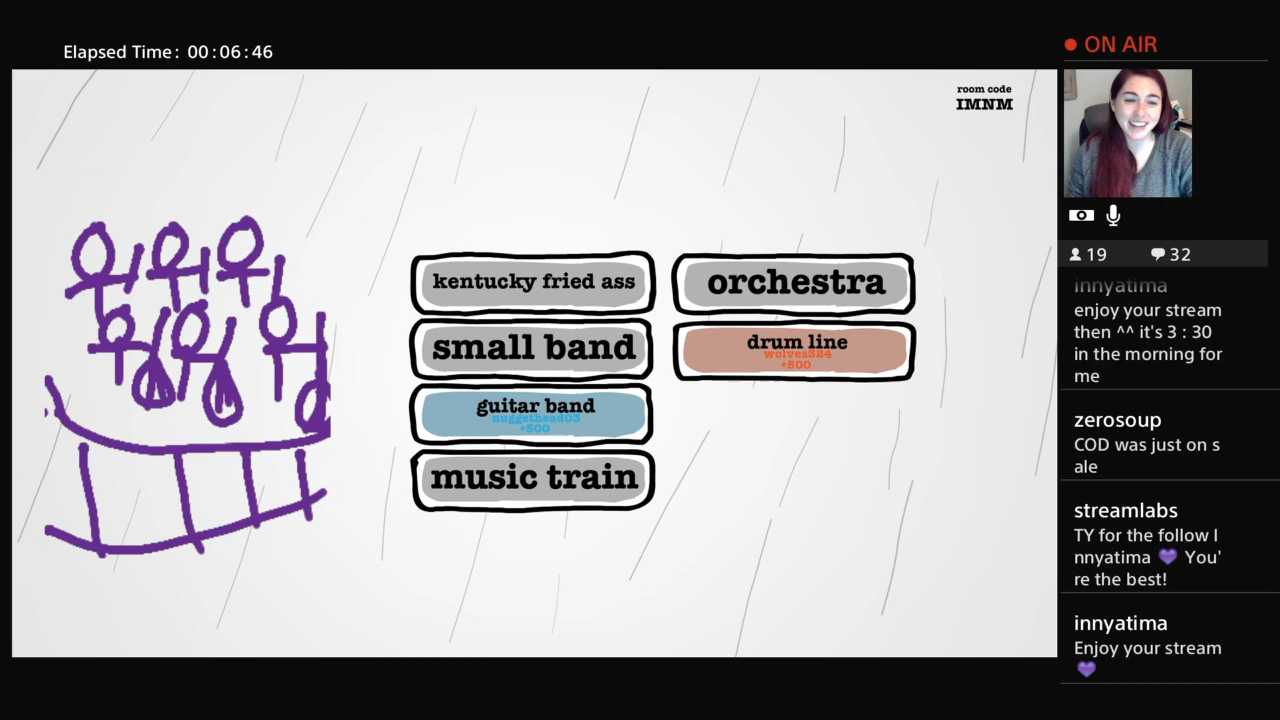 Elapsed Time: 00:06:46
room code
IMNM
kentucky fried ass
orchestra
small band
drum line
wolves324
+500
guitar band
nuggethead03
+500
music train
ON AIR
19
32
innyatima
enjoy your stream
then ^^ it's 3 : 30
in the morning for
me
zerosoup
COD was just on s
ale
streamlabs
TY for the follow I
nnyatima 💜 You'
re the best!
innyatima
Enjoy your stream
💜